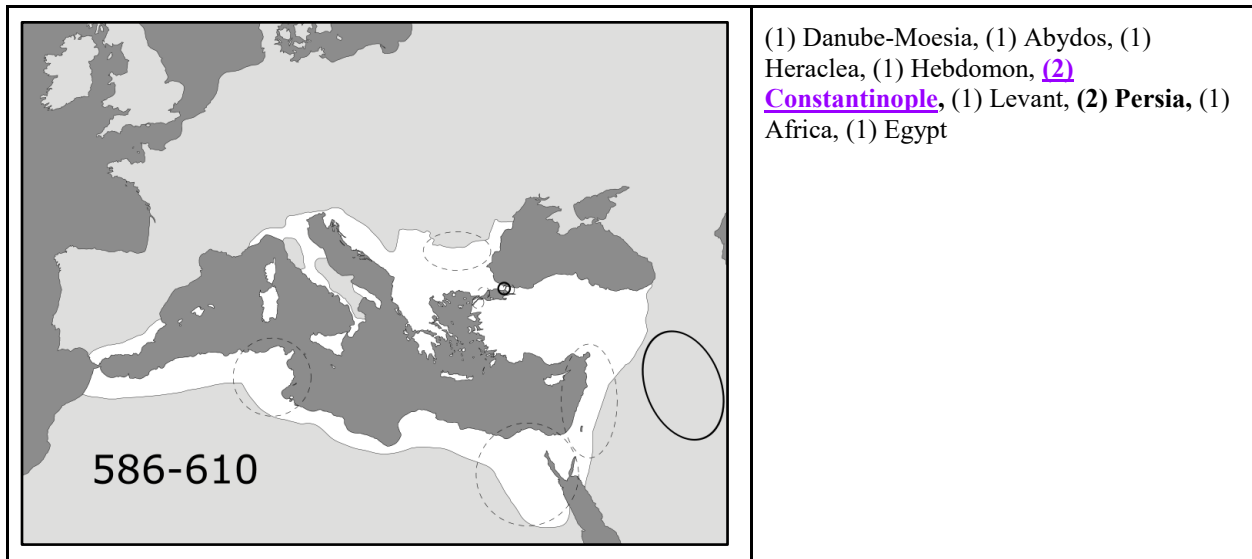 586-610
(1) Danube-Moesia, (1) Abydos, (1)
Heraclea, (1) Hebdomon, (2)
Constantinople, (1) Levant, (2) Persia, (1)
Africa, (1) Egypt